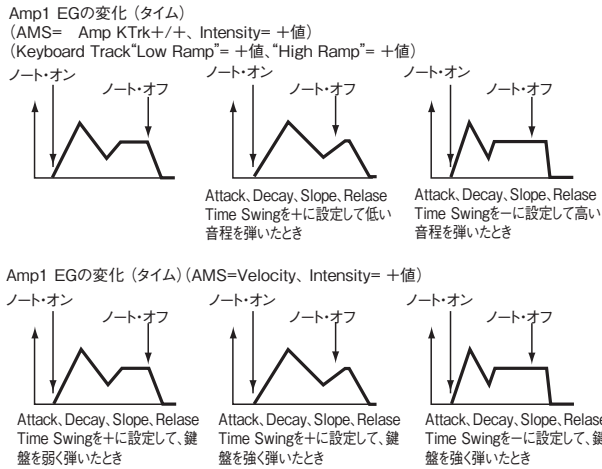 Amp1 EGの変化（タイム）
（AMS=　Amp KTrk+/+、Intensity= +値）
（Keyboard Track“Low Ramp”= +値、“High Ramp”= +値）
ノート・オン
ノート・オフ
ノート・オン
ノート・オフ
Attack、Decay、Slope、Relase
Time Swingを+に設定して低い
音程を弾いたとき
ノート・オン
ノート・オフ
Attack、Decay、Slope、Relase
Time Swingをーに設定して高い
音程を弾いたとき
Amp1 EGの変化（タイム）（AMS=Velocity、Intensity= +値）
ノート・オン
ノート・オフ
Attack、Decay、Slope、Relase
Time Swingを+に設定して、鍵
盤を弱く弾いたとき
ノート・オン
ノート・オフ
Attack、Decay、Slope、Relase
Time Swingを+に設定して、鍵
盤を強く弾いたとき
ノート・オン
ノート・オフ
Attack、Decay、Slope、Relase
Time Swingをーに設定して、鍵
盤を強く弾いたとき